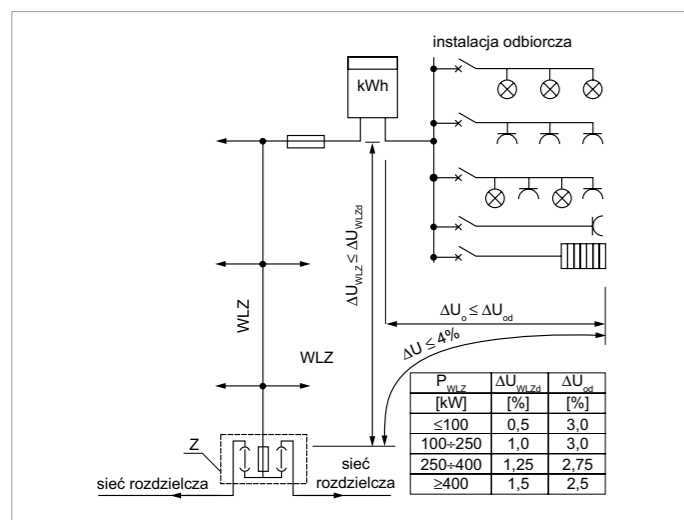 instalacja odbiorcza
kWh
ΔU_WLZ ≤ ΔU_WLZd
WLZ
WLZ
ΔU_o ≤ ΔU_od
ΔU ≤ 4%
P_WLZ ΔU_WLZd ΔU_od
[kW] [%] [%]
≤100 0,5 3,0
100÷250 1,0 3,0
250÷400 1,25 2,75
≥400 1,5 2,5
Z
sieć rozdzielcza
sieć
rozdzielcza